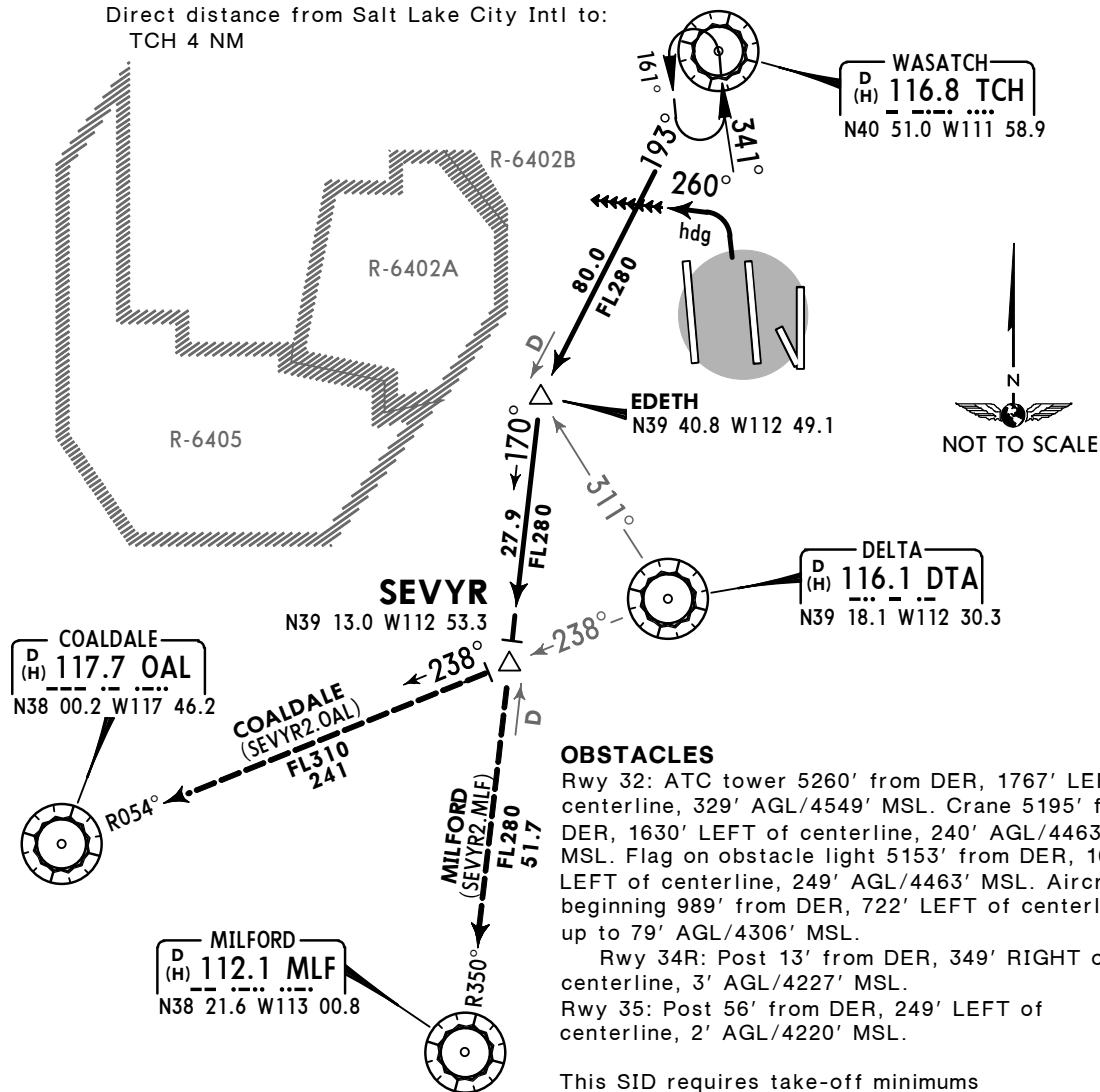 Direct distance from Salt Lake City Intl to:
TCH 4 NM
WASATCH
D
(H) 116.8 TCH
N40 51.0 W111 58.9
161°
341°
193°
R-6402B
260°
hdg
R-6402A
80.0
FL280
D
EDETH
N39 40.8 W112 49.1
N
NOT TO SCALE
R-6405
170°
311°
27.9
FL280
DELTA
D
(H) 116.1 DTA
N39 18.1 W112 30.3
SEVYR
N39 13.0 W112 53.3
238°
238°
COALDALE
D
(H) 117.7 OAL
N38 00.2 W117 46.2
COALDALE
(SEVYR2.OAL)
FL310
241
R054°
D
MILFORD
(SEVYR2.MLF)
FL280
51.7
R350°
MILFORD
D
(H) 112.1 MLF
N38 21.6 W113 00.8
OBSTACLES
Rwy 32: ATC tower 5260' from DER, 1767' LE
centerline, 329' AGL/4549' MSL. Crane 5195' f
DER, 1630' LEFT of centerline, 240' AGL/4463
MSL. Flag on obstacle light 5153' from DER, 1
LEFT of centerline, 249' AGL/4463' MSL. Aircr
beginning 989' from DER, 722' LEFT of centerl
up to 79' AGL/4306' MSL.
Rwy 34R: Post 13' from DER, 349' RIGHT o
centerline, 3' AGL/4227' MSL.
Rwy 35: Post 56' from DER, 249' LEFT of
centerline, 2' AGL/4220' MSL.
This SID requires take-off minimums